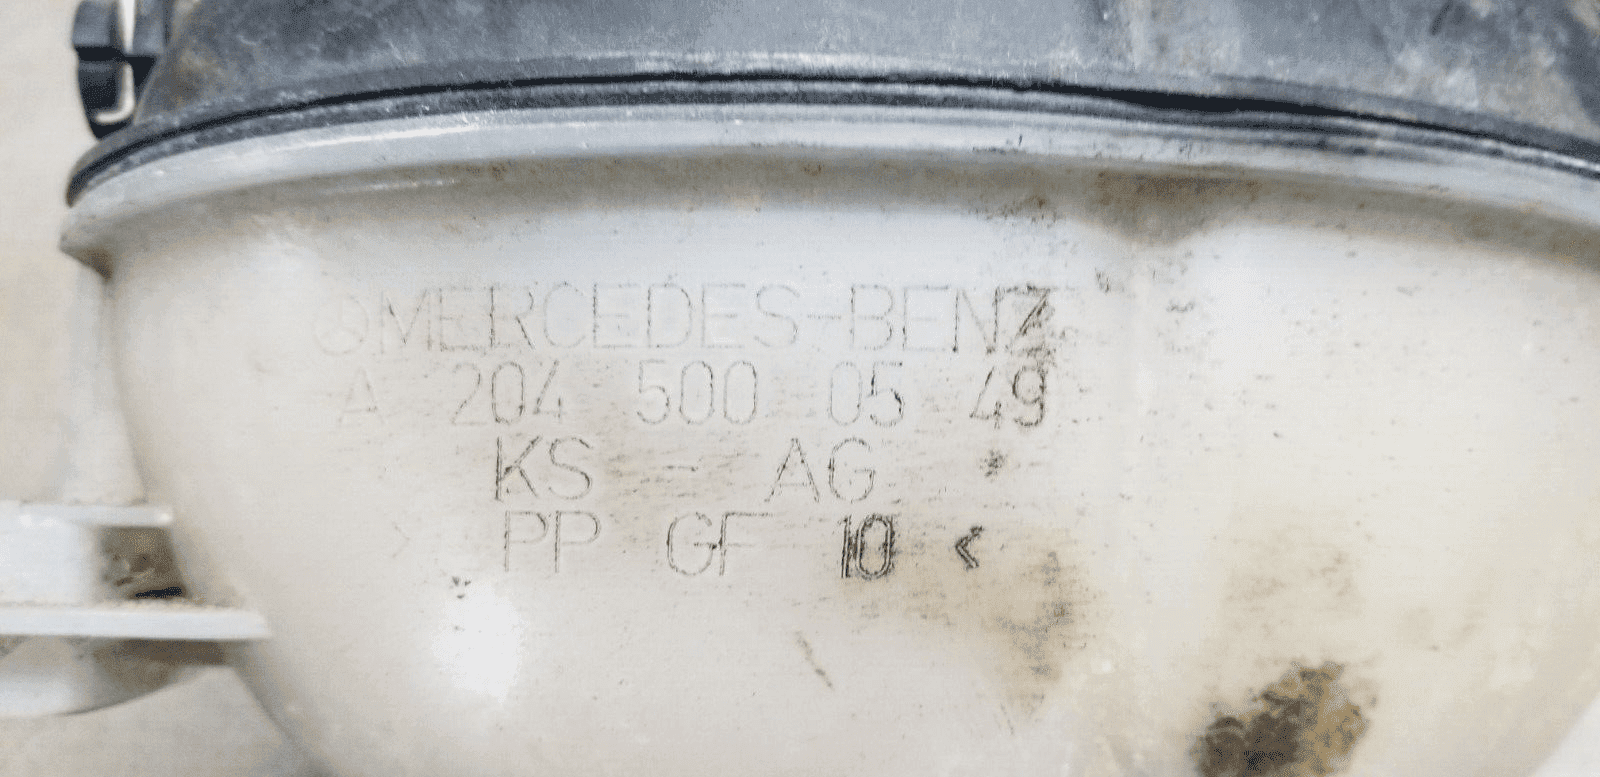 MERCEDES-BENZ
A 204 500 05 49
KS - AG *
> PP GF 10 <